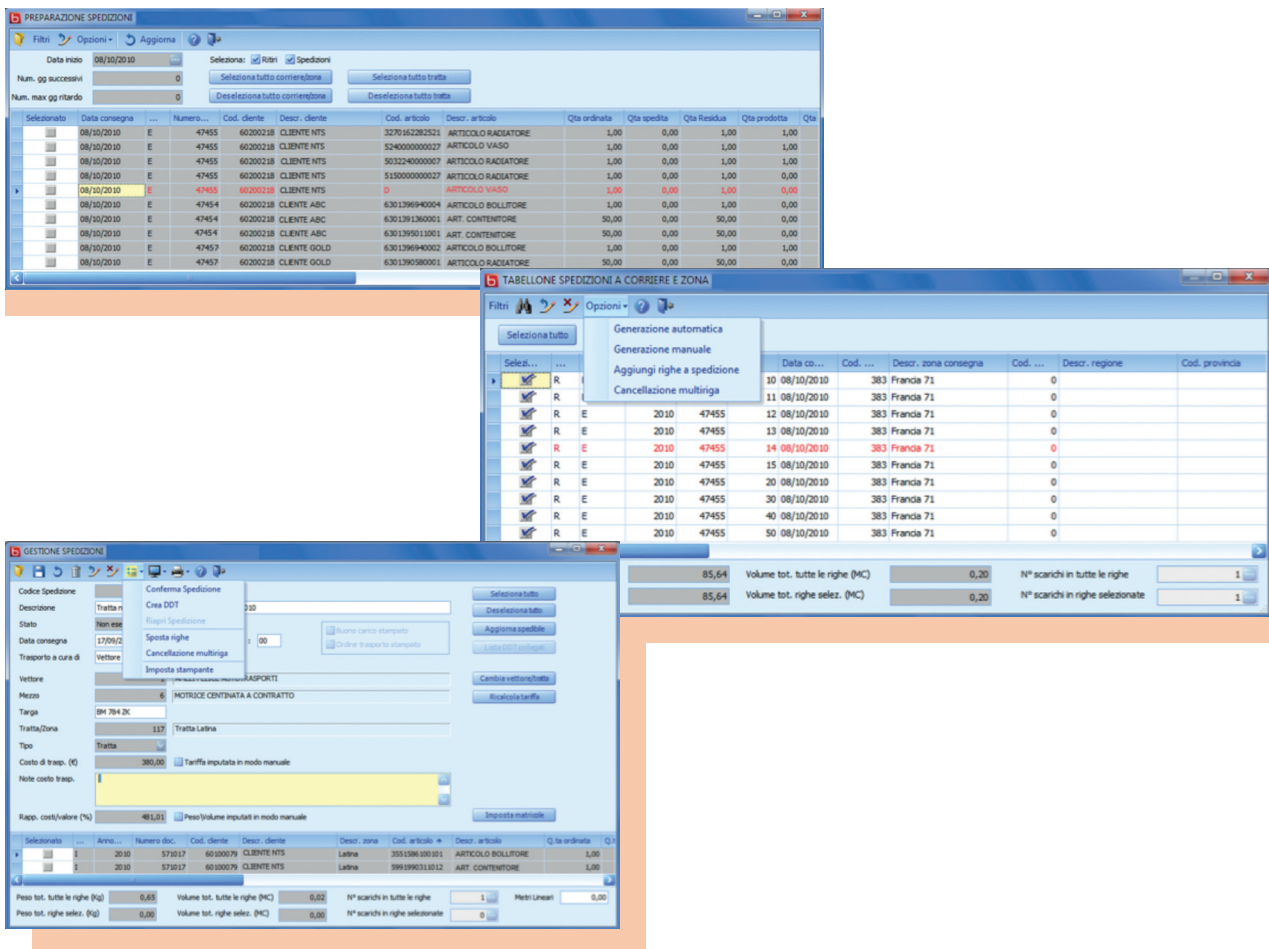 PREPARAZIONE SPEDIZIONI
Filtri Opzioni Aggiorna
Data inizio 08/10/2010 ... Seleziona: Ritiri Spedizioni
Num. gg successivi 0 Seleziona tutto corriere/zona Seleziona tutto tratta
Num. max gg ritardo 0 Deseleziona tutto corriere/zona Deseleziona tutto tratta
Selezionato Data consegna ... Numero... Cod. cliente Descr. cliente Cod. articolo Descr. articolo Qta ordinata Qta spedita Qta Residua Qta prodotta Qta
08/10/2010 E 47455 60200218 CLIENTE NTS 3270162282521 ARTICOLO RADIATORE 1,00 0,00 1,00 1,00
08/10/2010 E 47455 60200218 CLIENTE NTS 5240000000027 ARTICOLO VASO 1,00 0,00 1,00 1,00
08/10/2010 E 47455 60200218 CLIENTE NTS 5032240000007 ARTICOLO RADIATORE 1,00 0,00 1,00 1,00
08/10/2010 E 47455 60200218 CLIENTE NTS 5150000000027 ARTICOLO RADIATORE 1,00 0,00 1,00 1,00
08/10/2010 E 47455 60200218 CLIENTE NTS D ARTICOLO VASO 1,00 0,00 1,00 0,00
08/10/2010 E 47454 60200218 CLIENTE ABC 6301396940004 ARTICOLO BOLLITORE 1,00 0,00 1,00 0,00
08/10/2010 E 47454 60200218 CLIENTE ABC 6301391360001 ART. CONTENITORE 50,00 0,00 50,00 0,00
08/10/2010 E 47454 60200218 CLIENTE ABC 6301395011001 ART. CONTENITORE 50,00 0,00 50,00 0,00
08/10/2010 E 47457 60200218 CLIENTE GOLD 6301396940002 ARTICOLO BOLLITORE 1,00 0,00 1,00 0,00
08/10/2010 E 47457 60200218 CLIENTE GOLD 6301390580001 ARTICOLO RADIATORE 50,00 0,00 50,00 0,00
TABELLONE SPEDIZIONI A CORRIERE E ZONA
Filtri Opzioni
Seleziona tutto
Generazione automatica
Generazione manuale
Aggiungi righe a spedizione
Cancellazione multiriga
Selezi... ... Data co... Cod. ... Descr. zona consegna Cod. ... Descr. regione Cod. provincia
R 10 08/10/2010 383 Francia 71 0
R 11 08/10/2010 383 Francia 71 0
R E 2010 47455 12 08/10/2010 383 Francia 71 0
R E 2010 47455 13 08/10/2010 383 Francia 71 0
R E 2010 47455 14 08/10/2010 383 Francia 71 0
R E 2010 47455 15 08/10/2010 383 Francia 71 0
R E 2010 47455 20 08/10/2010 383 Francia 71 0
R E 2010 47455 30 08/10/2010 383 Francia 71 0
R E 2010 47455 40 08/10/2010 383 Francia 71 0
R E 2010 47455 50 08/10/2010 383 Francia 71 0
85,64 Volume tot. tutte le righe (MC) 0,20 N° scarichi in tutte le righe 1
85,64 Volume tot. righe selez. (MC) 0,20 N° scarichi in righe selezionate 1
GESTIONE SPEDIZIONI
Codice Spedizione Seleziona tutto
Descrizione Tratta n 010 Deseleziona tutto
Stato Non ese Buono carico stampato Aggiorna spedibile
Data consegna 17/09/2 : 00 Ordine trasporto stampato Lista DDT collegati
Trasporto a cura di Vettore
Conferma Spedizione
Crea DDT
Riapri Spedizione
Sposta righe
Cancellazione multiriga
Imposta stampante
Vettore Cambia vettore/tratta
Mezzo 6 MOTRICE CENTINATA A CONTRATTO Ricalcola tariffa
Targa BM 784 ZK
Tratta/Zona 117 Tratta Latina
Tipo Tratta
Costo di trasp. (€) 380,00 Tariffa imputata in modo manuale
Note costo trasp.
Rapp. costi/valore (%) 481,01 Peso\Volume imputati in modo manuale Imposta matricole
Selezionato ... Anno... Numero doc. Cod. cliente Descr. cliente Descr. zona Cod. articolo Descr. articolo Q.ta ordinata
I 2010 571017 60100079 CLIENTE NTS Latina 3551586100101 ARTICOLO BOLLITORE 1,00
I 2010 571017 60100079 CLIENTE NTS Latina 5991990311012 ART. CONTENITORE 1,00
Peso tot. tutte le righe (Kg) 0,65 Volume tot. tutte le righe (MC) 0,02 N° scarichi in tutte le righe 1 Metri Lineari 0,00
Peso tot. righe selez. (Kg) 0,00 Volume tot. righe selez. (MC) 0,00 N° scarichi in righe selezionate 0